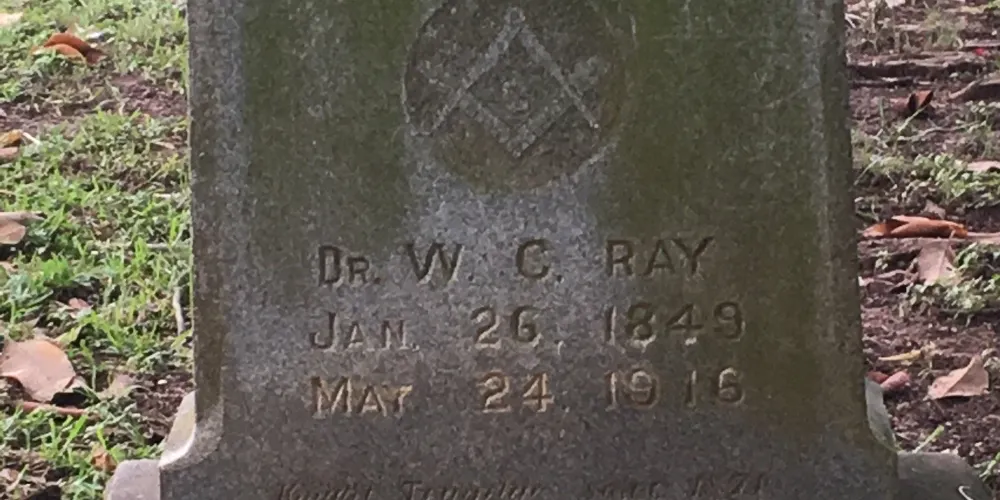 DR. W. C. RAY
JAN. 26, 1849
MAY 24, 1916